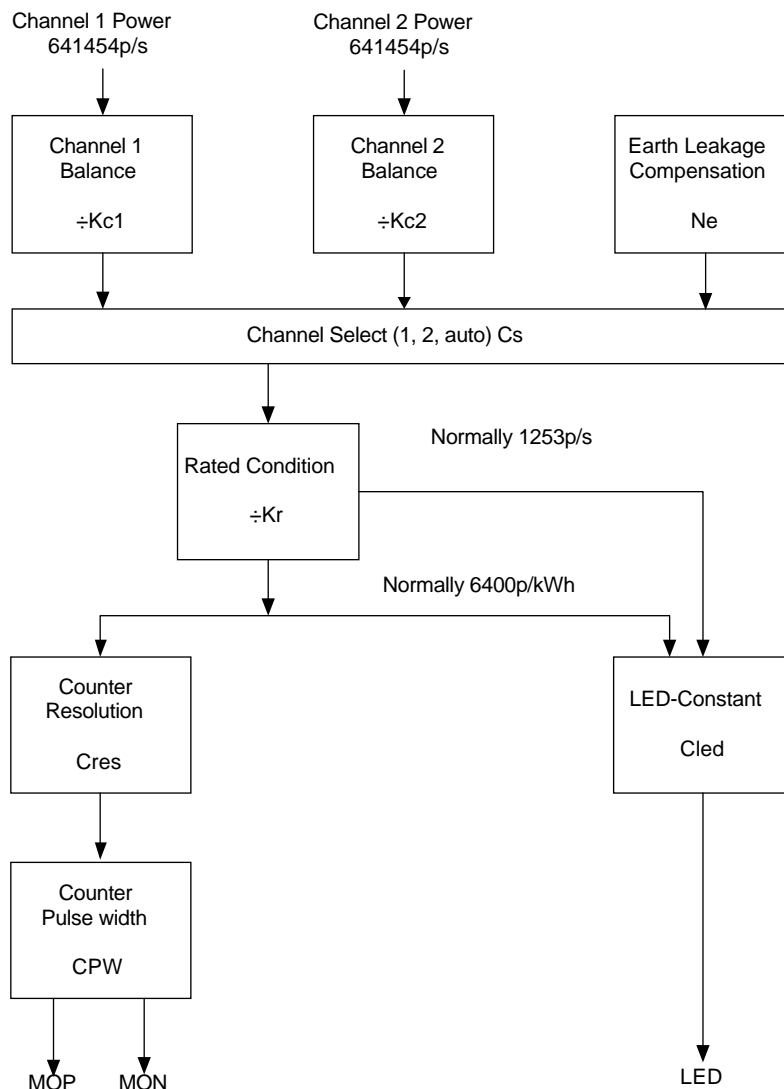 Channel 1 Power
641454p/s
Channel 2 Power
641454p/s
Channel 1
Balance
÷Kc1
Channel 2
Balance
÷Kc2
Earth Leakage
Compensation
Ne
Channel Select (1, 2, auto) Cs
Normally 1253p/s
Rated Condition
÷Kr
Normally 6400p/kWh
Counter
Resolution
Cres
LED-Constant
Cled
Counter
Pulse width
CPW
MOP
MON
LED